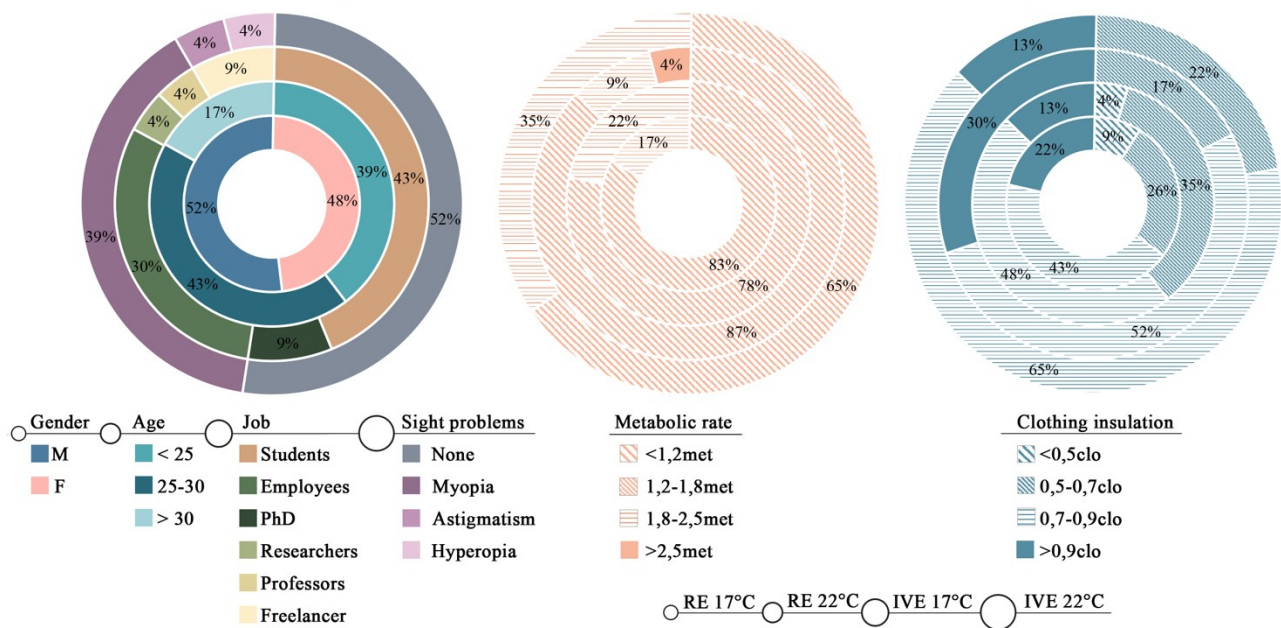 4%
4%
9%
4%
4%
17%
39%
43%
52%
48%
52%
39%
30%
43%
9%
4%
9%
35%
22%
17%
83%
78%
65%
87%
13%
22%
17%
4%
13%
30%
9%
22%
26%
35%
43%
48%
52%
65%
Gender
Age
Job
Sight problems
M
F
< 25
25-30
> 30
Students
Employees
PhD
Researchers
Professors
Freelancer
None
Myopia
Astigmatism
Hyperopia
Metabolic rate
<1,2met
1,2-1,8met
1,8-2,5met
>2,5met
Clothing insulation
<0,5clo
0,5-0,7clo
0,7-0,9clo
>0,9clo
RE 17°C
RE 22°C
IVE 17°C
IVE 22°C